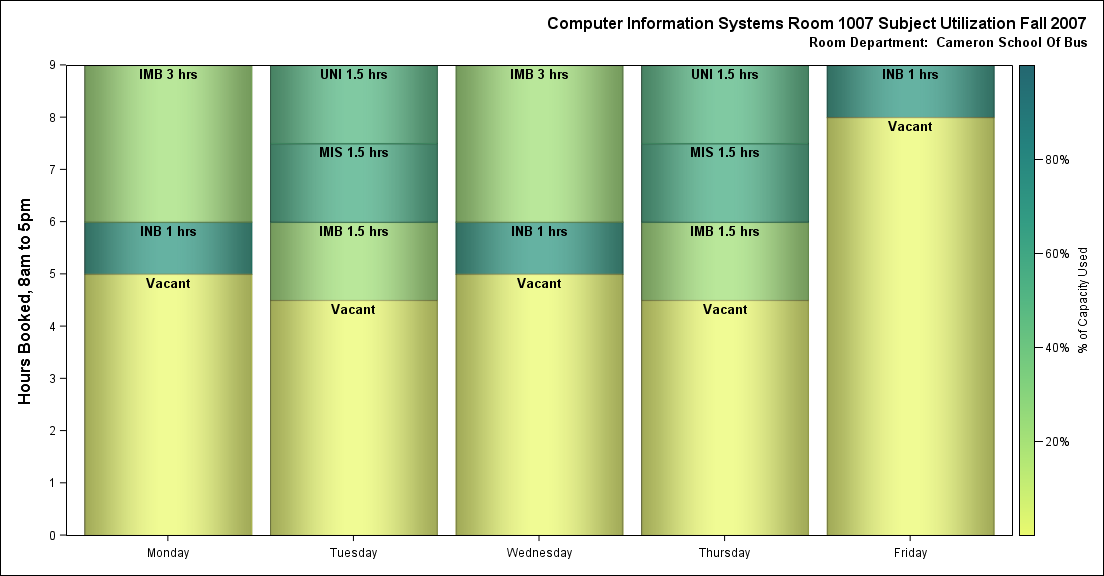 Computer Information Systems Room 1007 Subject Utilization Fall 2007
Room Department:  Cameron School Of Bus
Hours Booked, 8am to 5pm
9
8
7
6
5
4
3
2
1
0
IMB 3 hrs
INB 1 hrs
Vacant
UNI 1.5 hrs
MIS 1.5 hrs
IMB 1.5 hrs
Vacant
IMB 3 hrs
INB 1 hrs
Vacant
UNI 1.5 hrs
MIS 1.5 hrs
IMB 1.5 hrs
Vacant
INB 1 hrs
Vacant
Monday
Tuesday
Wednesday
Thursday
Friday
80%
60%
40%
20%
% of Capacity Used